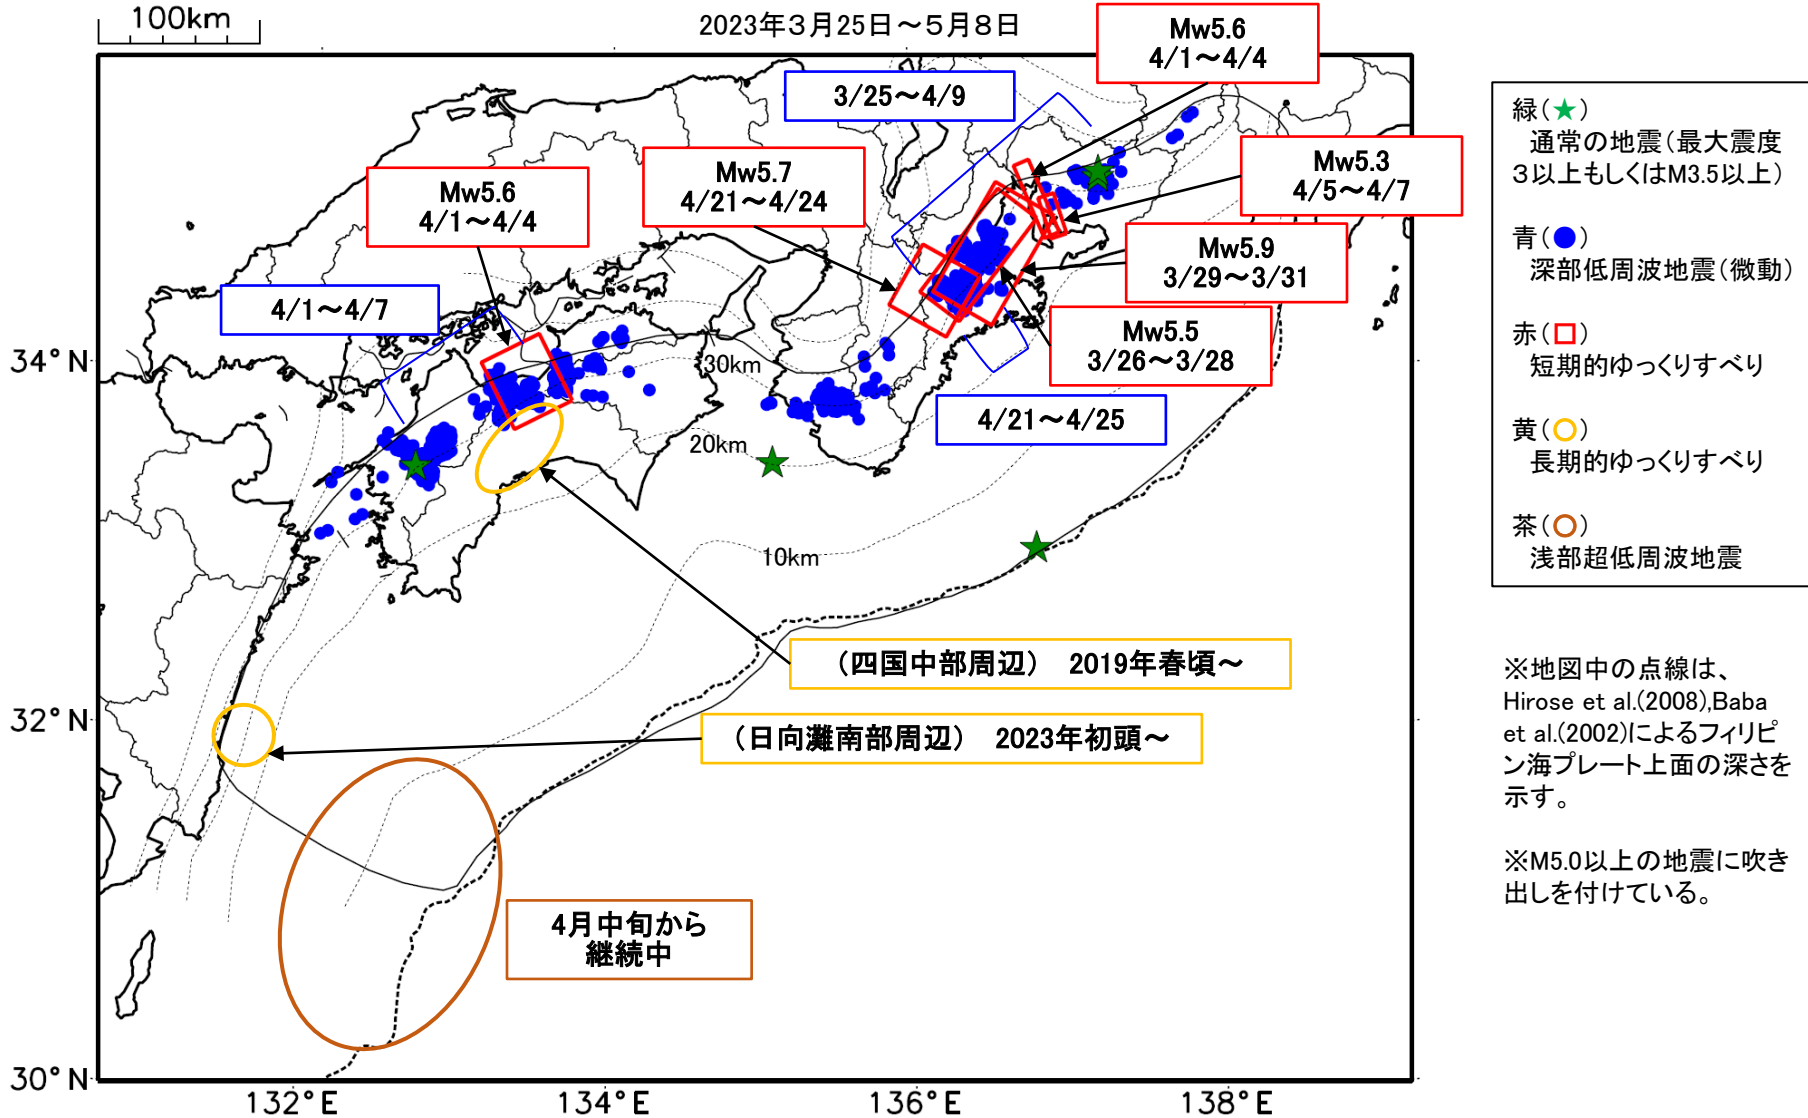 100km
2023年3月25日～5月8日
Mw5.6
4/1～4/4
3/25～4/9
Mw5.7
4/21～4/24
Mw5.6
4/1～4/4
Mw5.3
4/5～4/7
Mw5.9
3/29～3/31
4/1～4/7
Mw5.5
3/26～3/28
4/21～4/25
34°N
30km
20km
10km
（四国中部周辺） 2019年春頃～
32°N
（日向灘南部周辺） 2023年初頭～
4月中旬から
継続中
30°N
132°E
134°E
136°E
138°E
緑(★)
通常の地震(最大震度
3以上もしくはM3.5以上)
青(●)
深部低周波地震(微動)
赤(□)
短期的ゆっくりすべり
黄(○)
長期的ゆっくりすべり
茶(○)
浅部超低周波地震
※地図中の点線は、
Hirose et al.(2008),Baba
et al.(2002)によるフィリピ
ン海プレート上面の深さを
示す。
※M5.0以上の地震に吹き
出しを付けている。